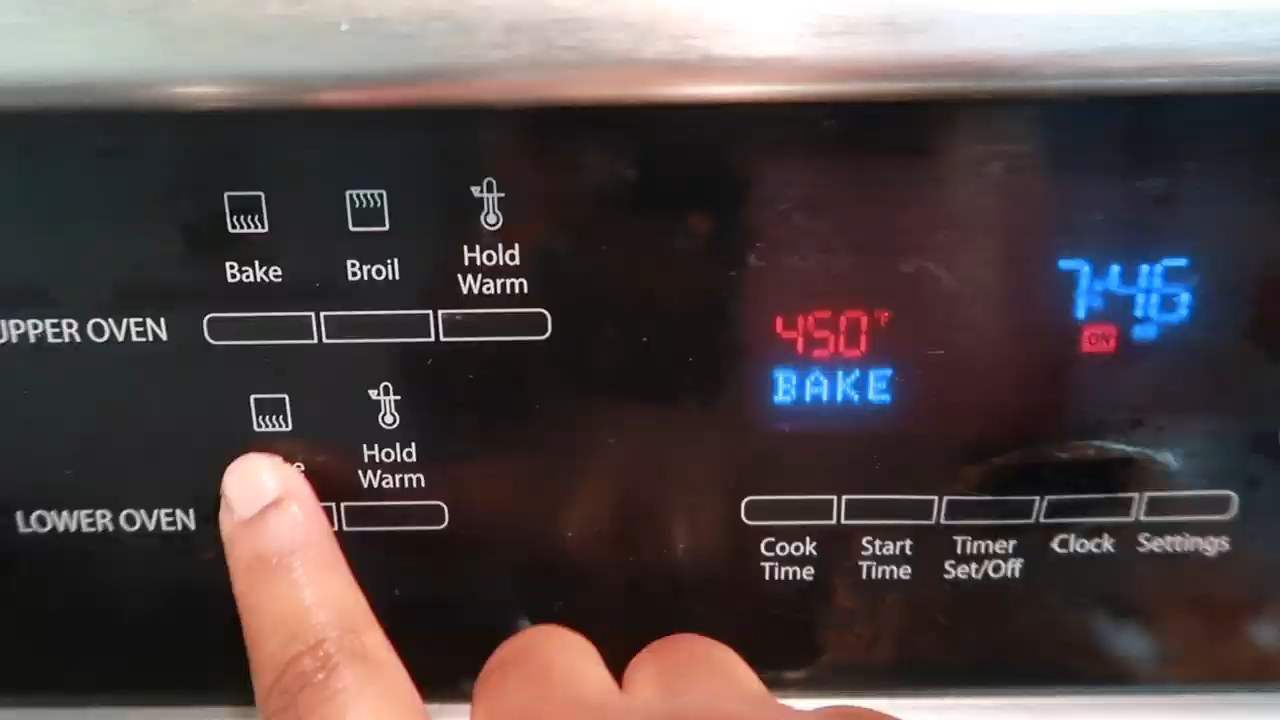 Bake Broil Hold Warm
UPPER OVEN
Hold Warm
LOWER OVEN
450°F
BAKE
7:46
ON
Cook Time Start Time Timer Set/Off Clock Settings